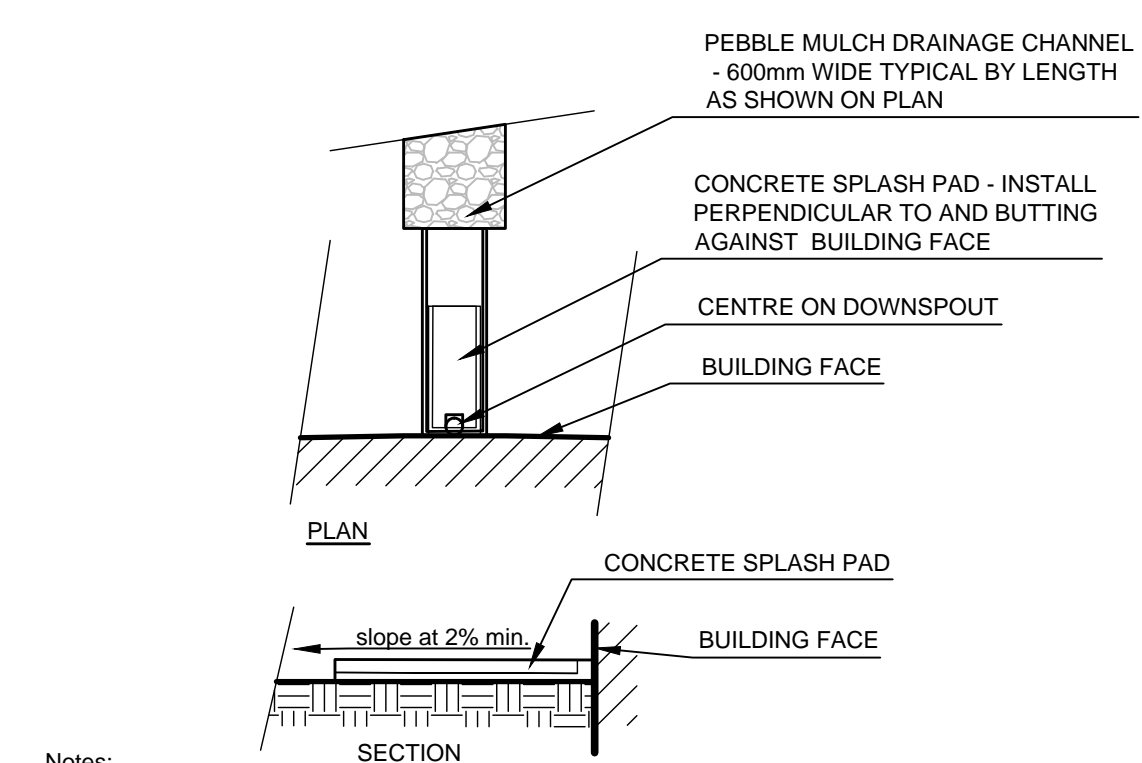 PEBBLE MULCH DRAINAGE CHANNEL
- 600mm WIDE TYPICAL BY LENGTH
AS SHOWN ON PLAN
CONCRETE SPLASH PAD - INSTALL
PERPENDICULAR TO AND BUTTING
AGAINST BUILDING FACE
CENTRE ON DOWNSPOUT
BUILDING FACE
PLAN
CONCRETE SPLASH PAD
slope at 2% min.
BUILDING FACE
SECTION
Notes: